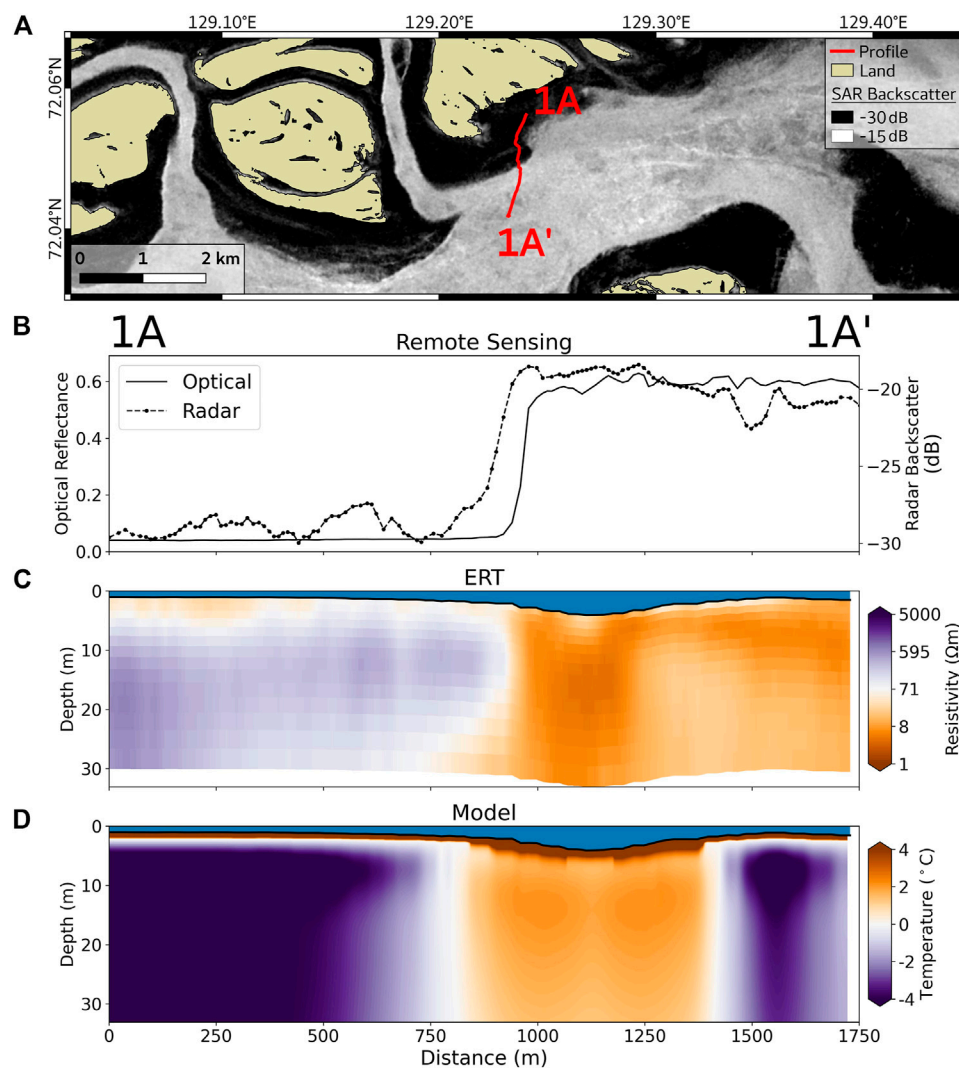 A
129.10°E 129.20°E 129.30°E 129.40°E
72.06°N
72.04°N
1A
1A'
Profile
Land
SAR Backscatter
-30 dB
-15 dB
0 1 2 km
B
1A 1A'
Remote Sensing
Optical
Radar
Optical Reflectance
0.6
0.4
0.2
0.0
−20
−25
−30
Radar Backscatter
(dB)
C
ERT
Depth (m)
0
10
20
30
5000
595
71
8
1
Resistivity (Ωm)
D
Model
Depth (m)
0
10
20
30
4
2
0
-2
-4
Temperature (°C)
0 250 500 750 1000 1250 1500 1750
Distance (m)